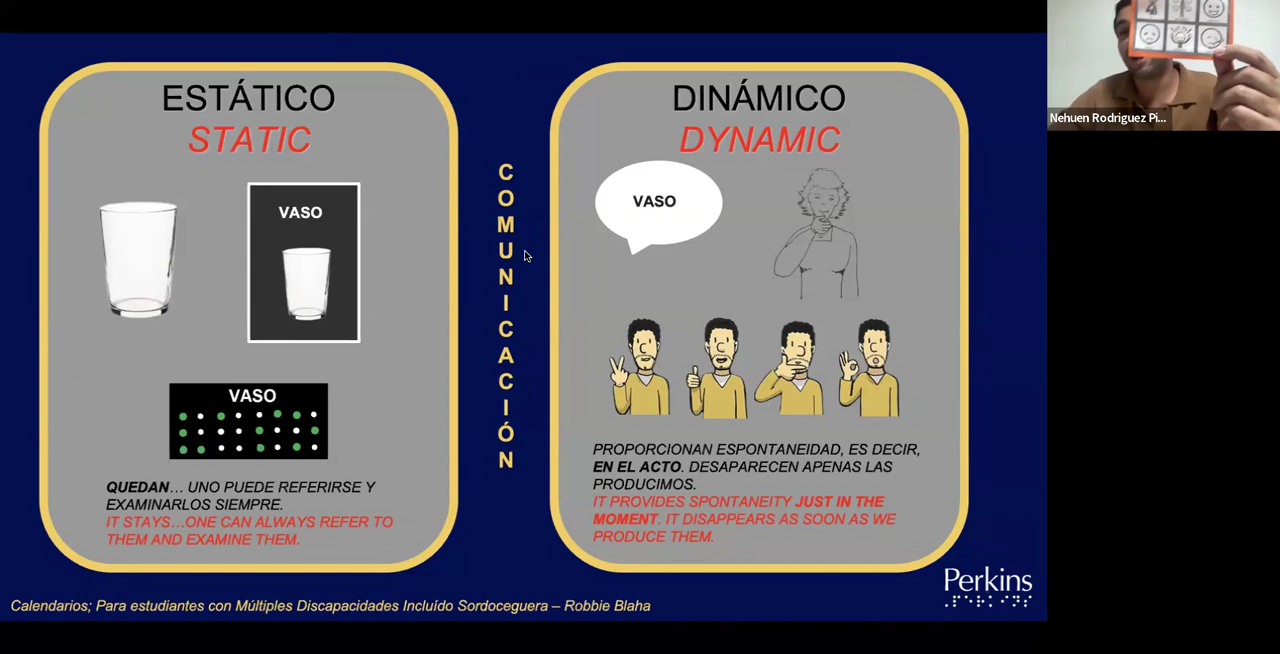 ESTÁTICO
STATIC
VASO
VASO
QUEDAN… UNO PUEDE REFERIRSE Y
EXAMINARLOS SIEMPRE.
IT STAYS…ONE CAN ALWAYS REFER TO
THEM AND EXAMINE THEM.
COMUNICACIÓN
DINÁMICO
DYNAMIC
VASO
PROPORCIONAN ESPONTANEIDAD, ES DECIR,
EN EL ACTO. DESAPARECEN APENAS LAS
PRODUCIMOS.
IT PROVIDES SPONTANEITY JUST IN THE
MOMENT. IT DISAPPEARS AS SOON AS WE
PRODUCE THEM.
Perkins
Calendarios; Para estudiantes con Múltiples Discapacidades Incluído Sordoceguera – Robbie Blaha
Nehuen Rodriguez Pi...